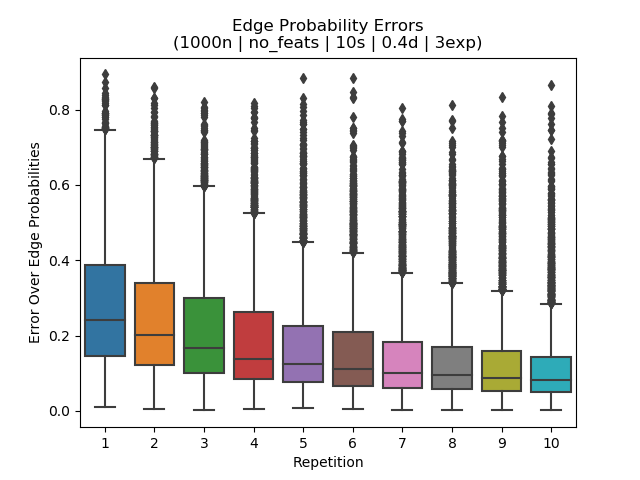 Edge Probability Errors
(1000n | no_feats | 10s | 0.4d | 3exp)
Error Over Edge Probabilities
0.8
0.6
0.4
0.2
0.0
1 2 3 4 5 6 7 8 9 10
Repetition